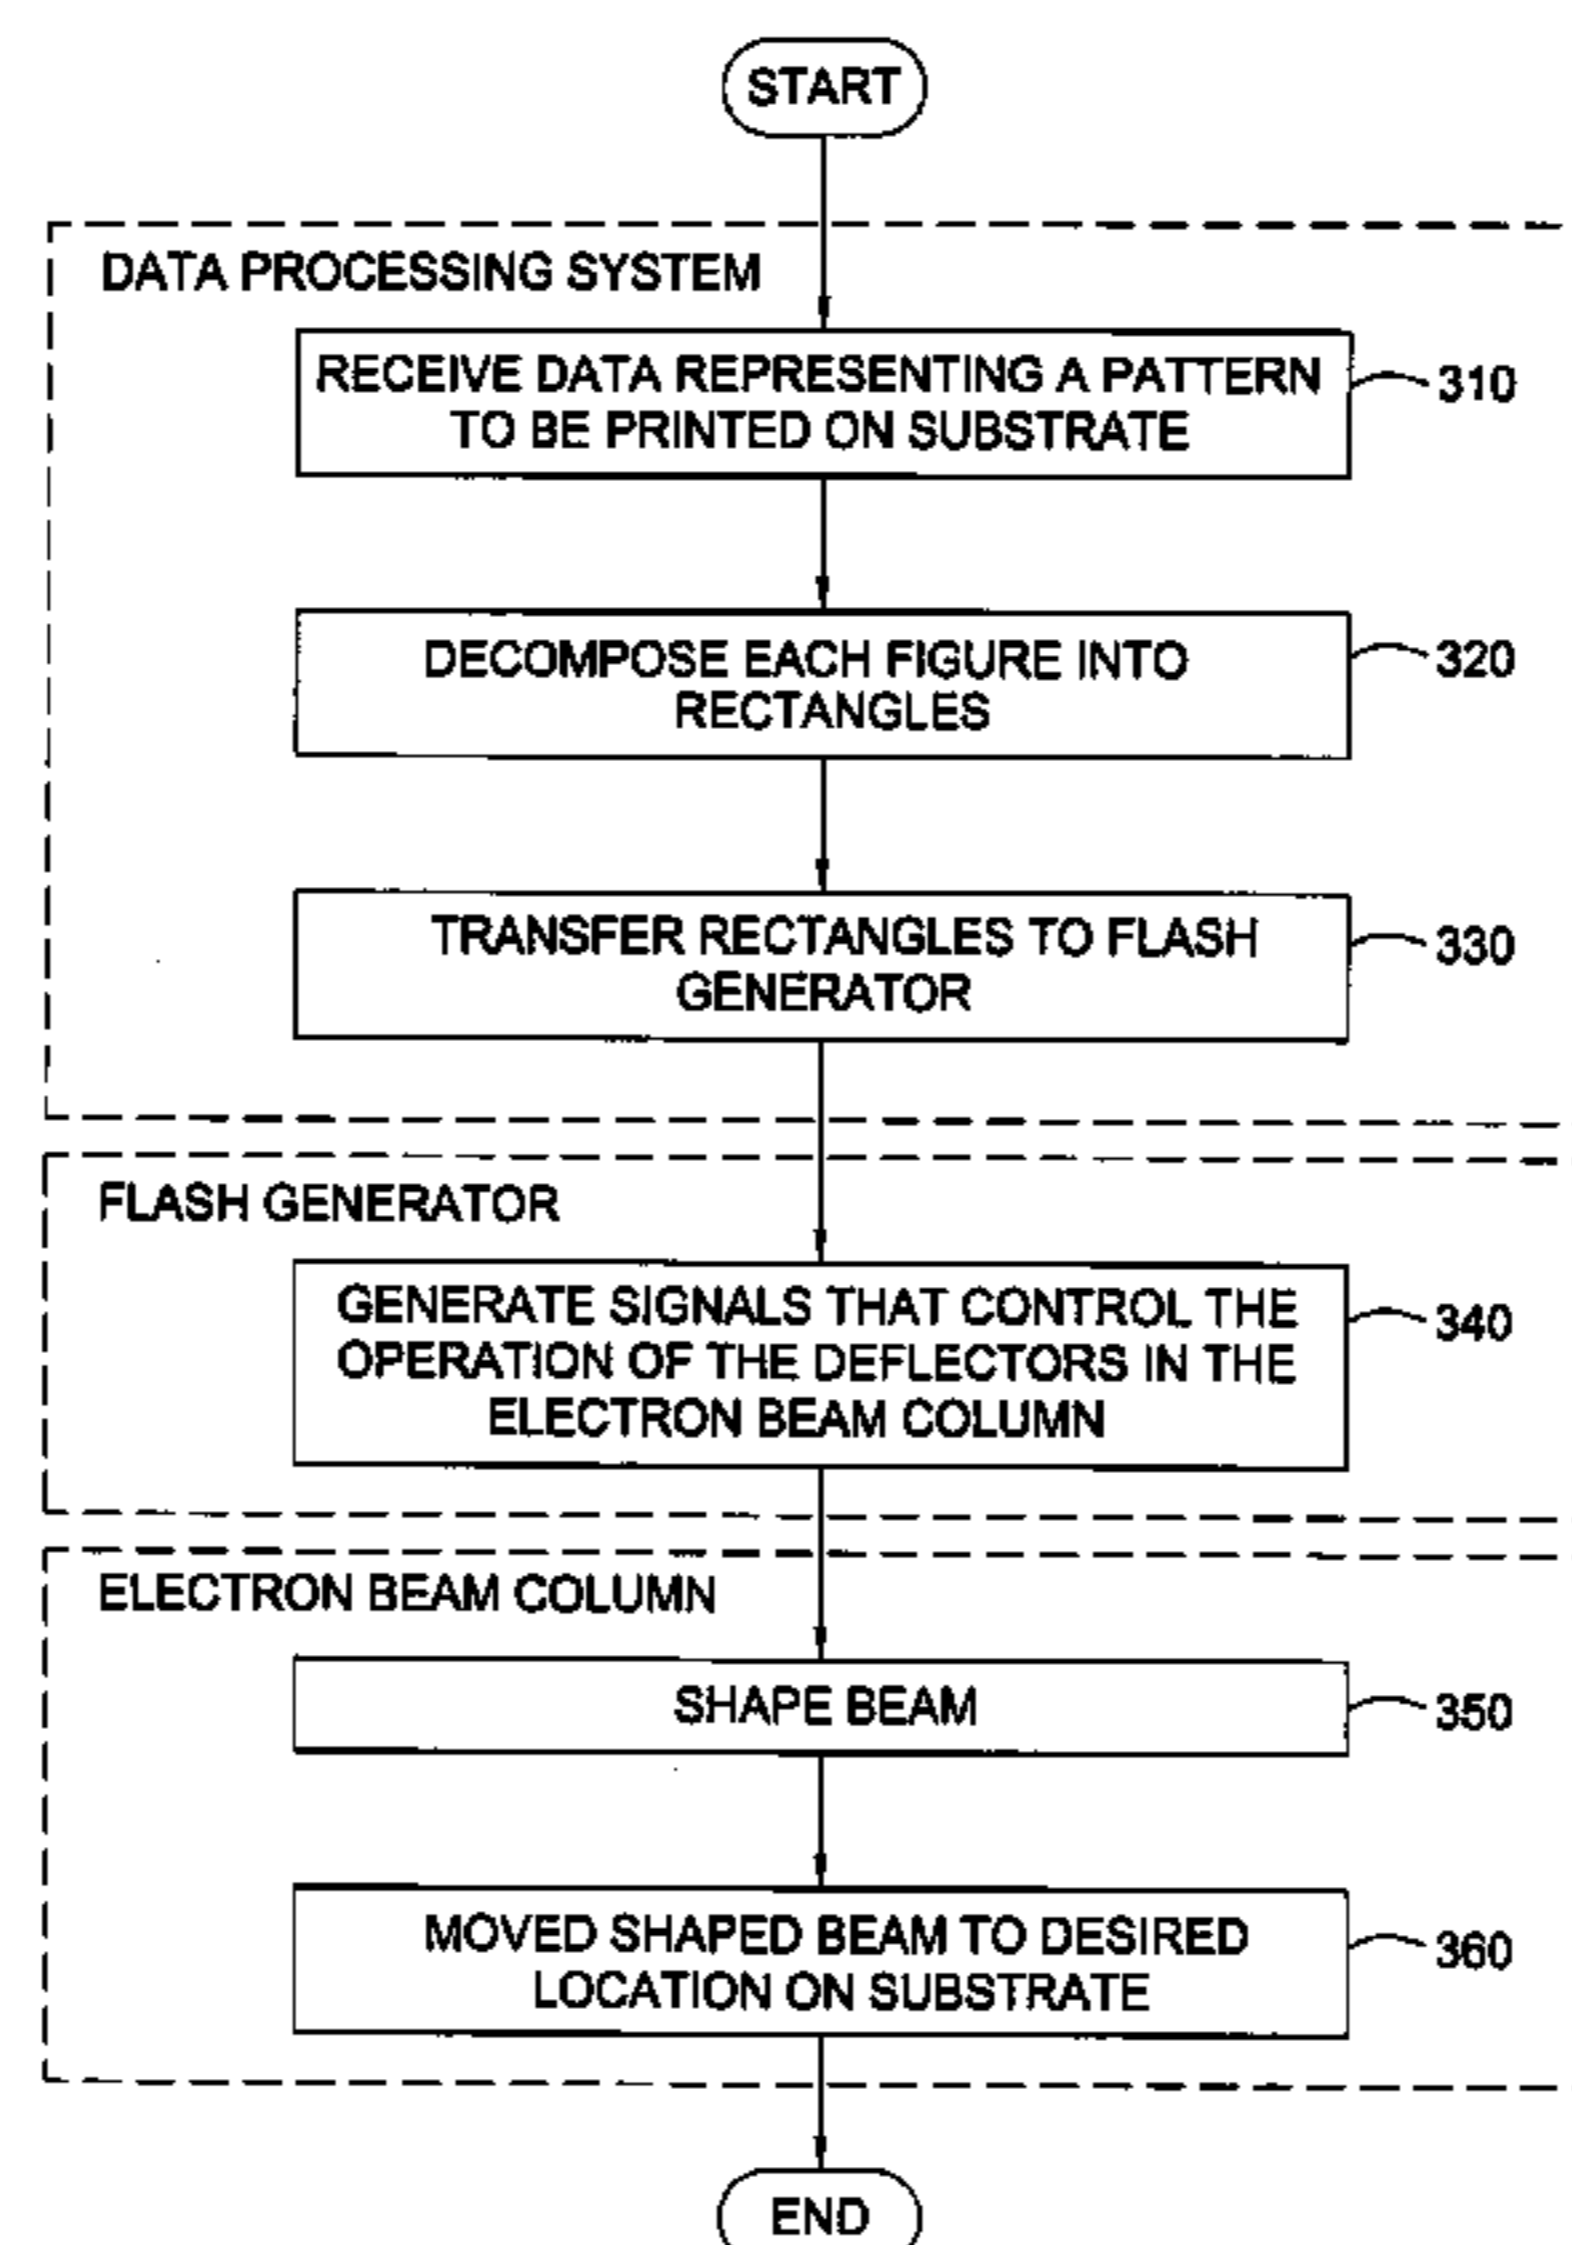 START
DATA PROCESSING SYSTEM
RECEIVE DATA REPRESENTING A PATTERN
TO BE PRINTED ON SUBSTRATE
310
DECOMPOSE EACH FIGURE INTO
RECTANGLES
320
TRANSFER RECTANGLES TO FLASH
GENERATOR
330
FLASH GENERATOR
GENERATE SIGNALS THAT CONTROL THE
OPERATION OF THE DEFLECTORS IN THE
ELECTRON BEAM COLUMN
340
ELECTRON BEAM COLUMN
SHAPE BEAM
350
MOVED SHAPED BEAM TO DESIRED
LOCATION ON SUBSTRATE
360
END